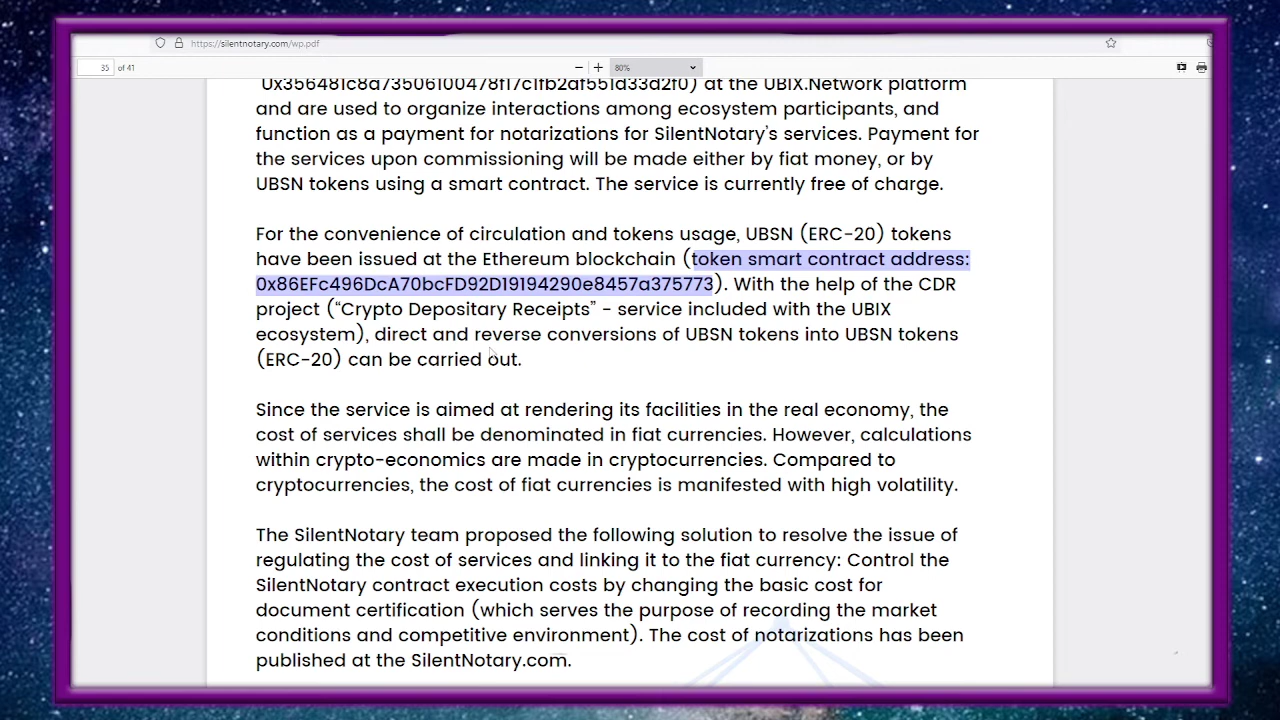 https://silentnotary.com/wp.pdf
35 of 41
80%
at the UBIX.Network platform
and are used to organize interactions among ecosystem participants, and
function as a payment for notarizations for SilentNotary's services. Payment for
the services upon commissioning will be made either by fiat money, or by
UBSN tokens using a smart contract. The service is currently free of charge.
For the convenience of circulation and tokens usage, UBSN (ERC-20) tokens
have been issued at the Ethereum blockchain (token smart contract address:
0x86EFc496DcA70bcFD92D19194290e8457a375773). With the help of the CDR
project (“Crypto Depositary Receipts” - service included with the UBIX
ecosystem), direct and reverse conversions of UBSN tokens into UBSN tokens
(ERC-20) can be carried out.
Since the service is aimed at rendering its facilities in the real economy, the
cost of services shall be denominated in fiat currencies. However, calculations
within crypto-economics are made in cryptocurrencies. Compared to
cryptocurrencies, the cost of fiat currencies is manifested with high volatility.
The SilentNotary team proposed the following solution to resolve the issue of
regulating the cost of services and linking it to the fiat currency: Control the
SilentNotary contract execution costs by changing the basic cost for
document certification (which serves the purpose of recording the market
conditions and competitive environment). The cost of notarizations has been
published at the SilentNotary.com.